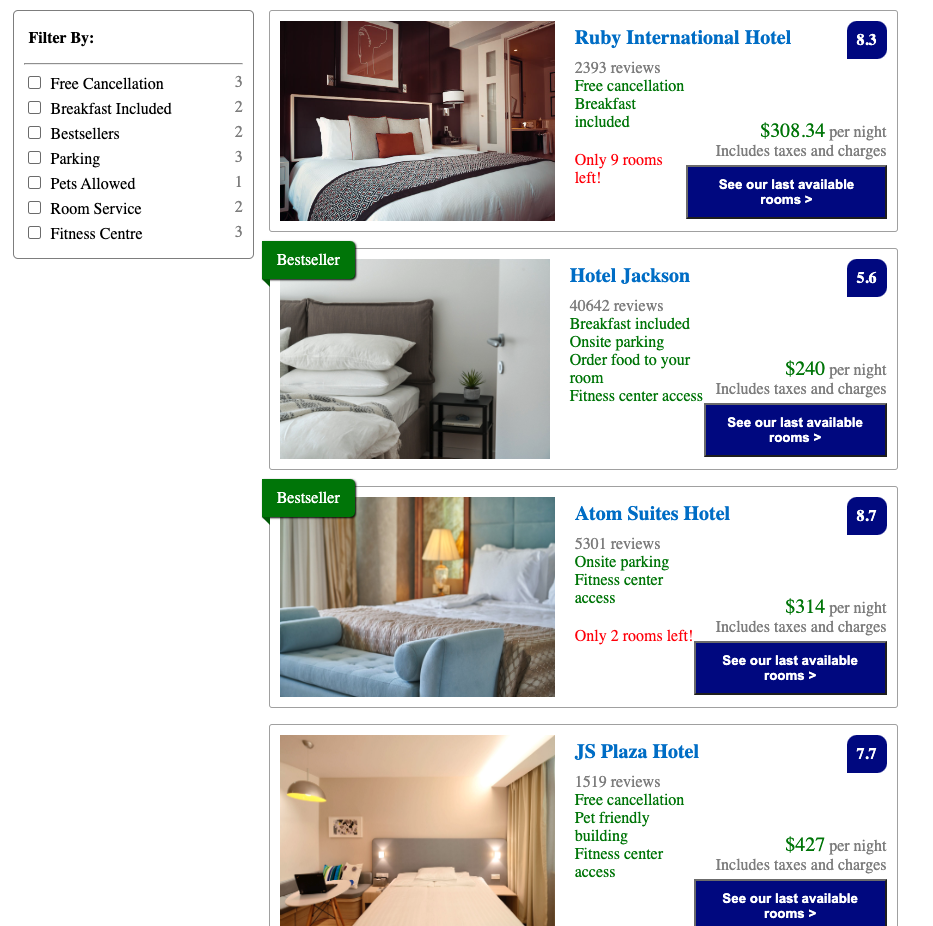 Filter By:
Free Cancellation 3
Breakfast Included 2
Bestsellers 2
Parking 3
Pets Allowed 1
Room Service 2
Fitness Centre 3
Ruby International Hotel
8.3
2393 reviews
Free cancellation
Breakfast
included
Only 9 rooms
left!
$308.34 per night
Includes taxes and charges
See our last available
rooms >
Bestseller
Hotel Jackson
5.6
40642 reviews
Breakfast included
Onsite parking
Order food to your
room
Fitness center access
$240 per night
Includes taxes and charges
See our last available
rooms >
Bestseller
Atom Suites Hotel
8.7
5301 reviews
Onsite parking
Fitness center
access
Only 2 rooms left!
$314 per night
Includes taxes and charges
See our last available
rooms >
JS Plaza Hotel
7.7
1519 reviews
Free cancellation
Pet friendly
building
Fitness center
access
$427 per night
Includes taxes and charges
See our last available
rooms >